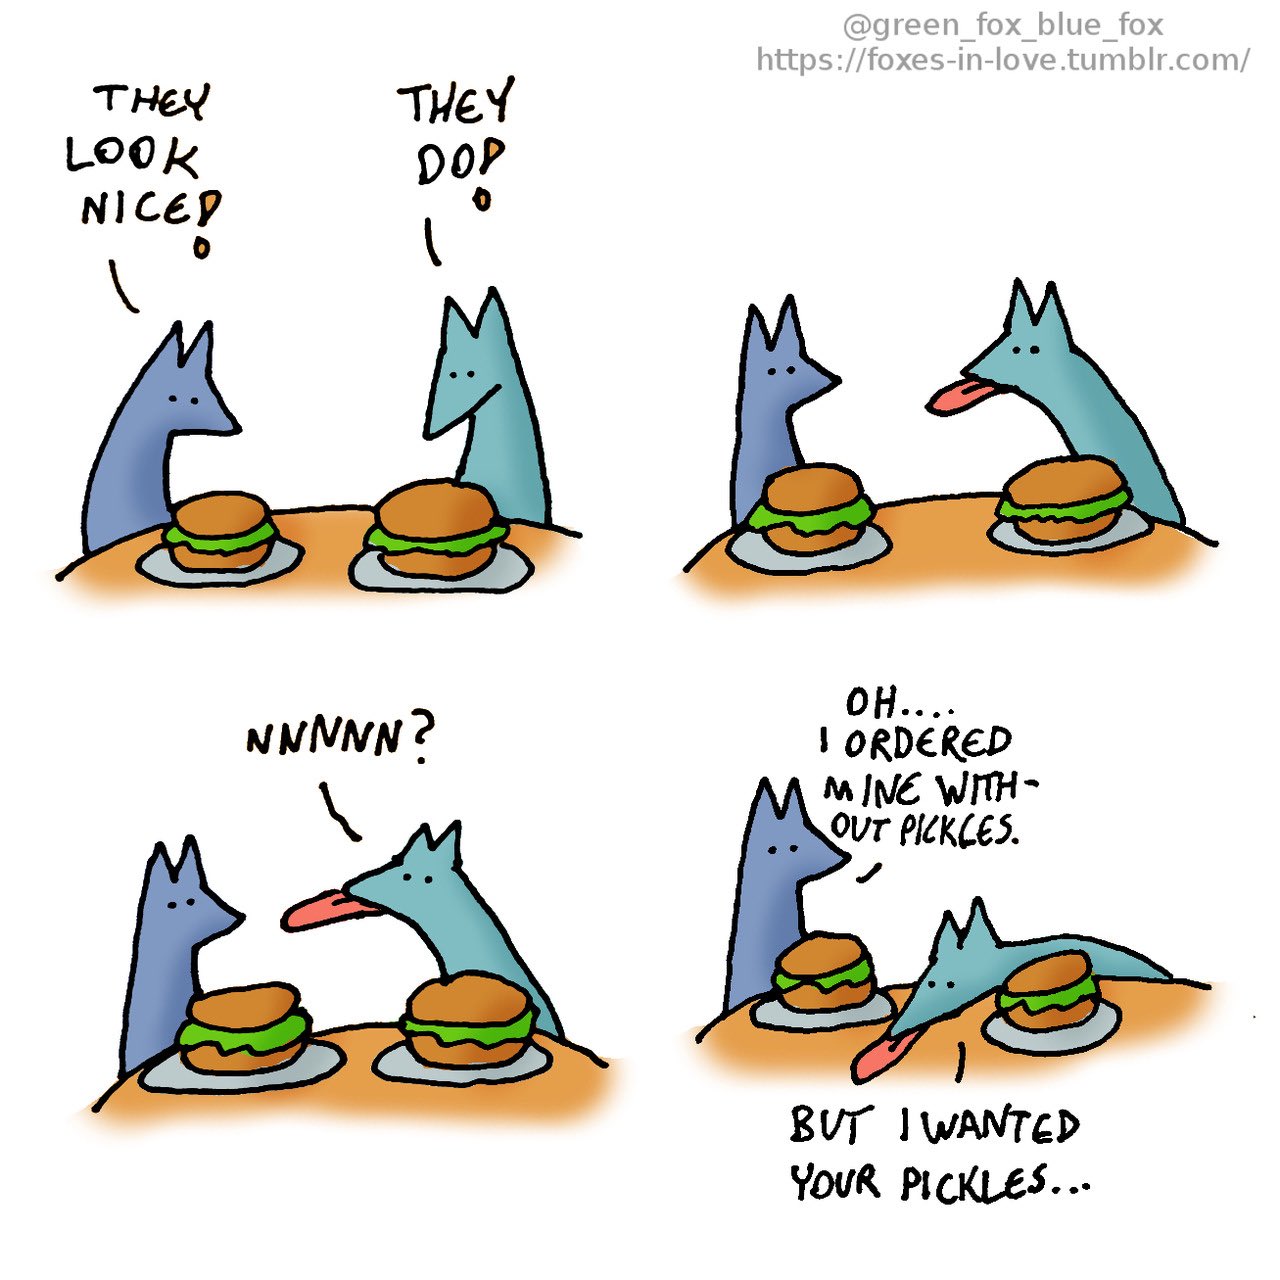 @green_fox_blue_fox
https://foxes-in-love.tumblr.com/
THEY
LOOK
NICE!
THEY
DO!
NNNNN?
OH....
I ORDERED
MINE WITH-
OUT PICKLES.
BUT I WANTED
YOUR PICKLES...